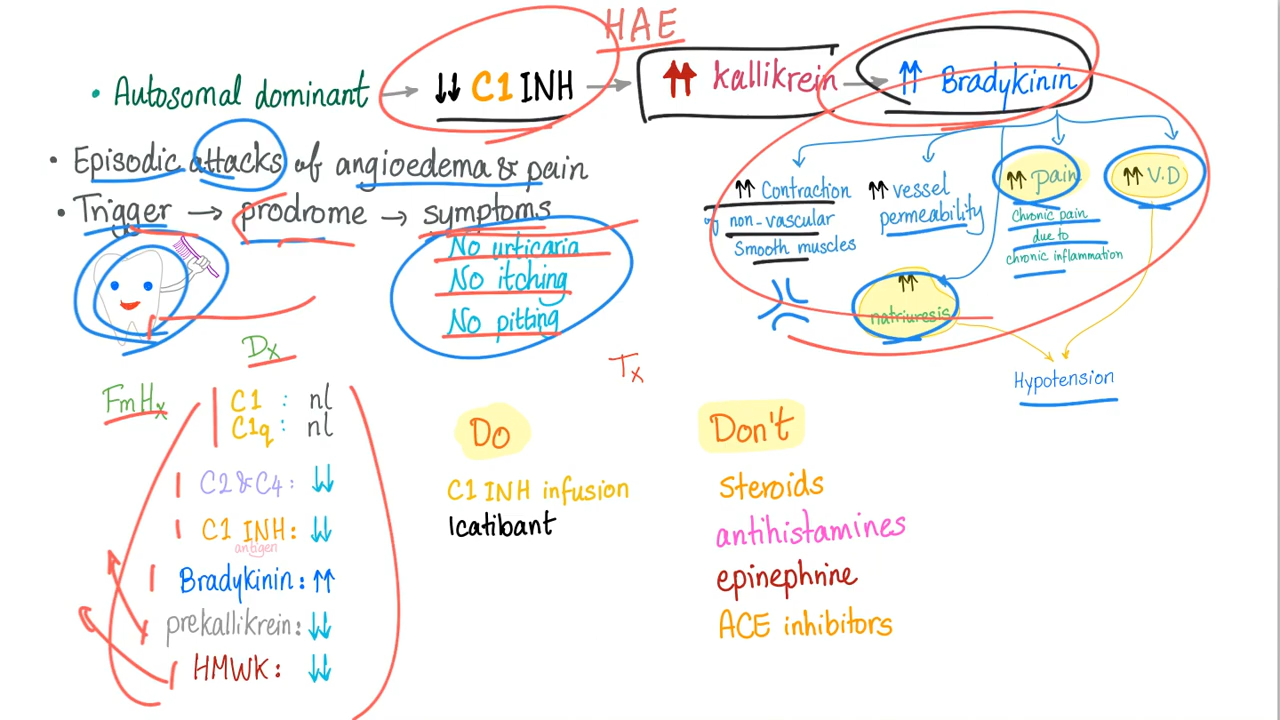 HAE
• Autosomal dominant → ↓↓ C1 INH → ↑↑ kallikrein → ↑↑ Bradykinin
• Episodic attacks of angioedema & pain
• Trigger → prodrome → symptoms
No urticaria
No itching
No pitting
↑↑ Contraction
of non-vascular
Smooth muscles
↑↑ vessel
permeability
↑↑ pain
chronic pain
due to
chronic inflammation
↑↑ V.D
↑↑
natriuresis
Hypotension
Dx
FmHx
C1 : nl
C1q : nl
C2 & C4 : ↓↓
C1 INH : ↓↓
antigen
Bradykinin : ↑↑
prekallikrein : ↓↓
HMWK : ↓↓
Tx
Do
C1 INH infusion
Icatibant
Don't
Steroids
antihistamines
epinephrine
ACE inhibitors